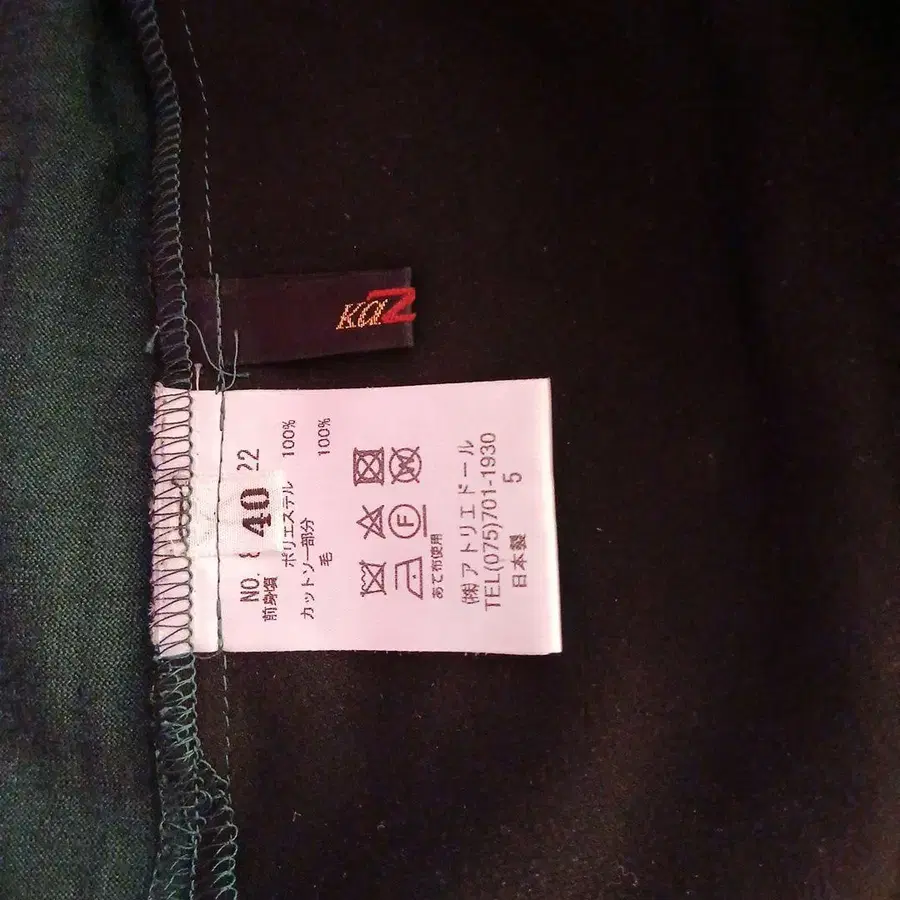 kaZ
NO. 22
40
前身頃
ポリエステル 100%
カットソー部分
毛 100%
F
あて布使用
(株)アトリエドール
TEL(075)701-1930
日本製 5